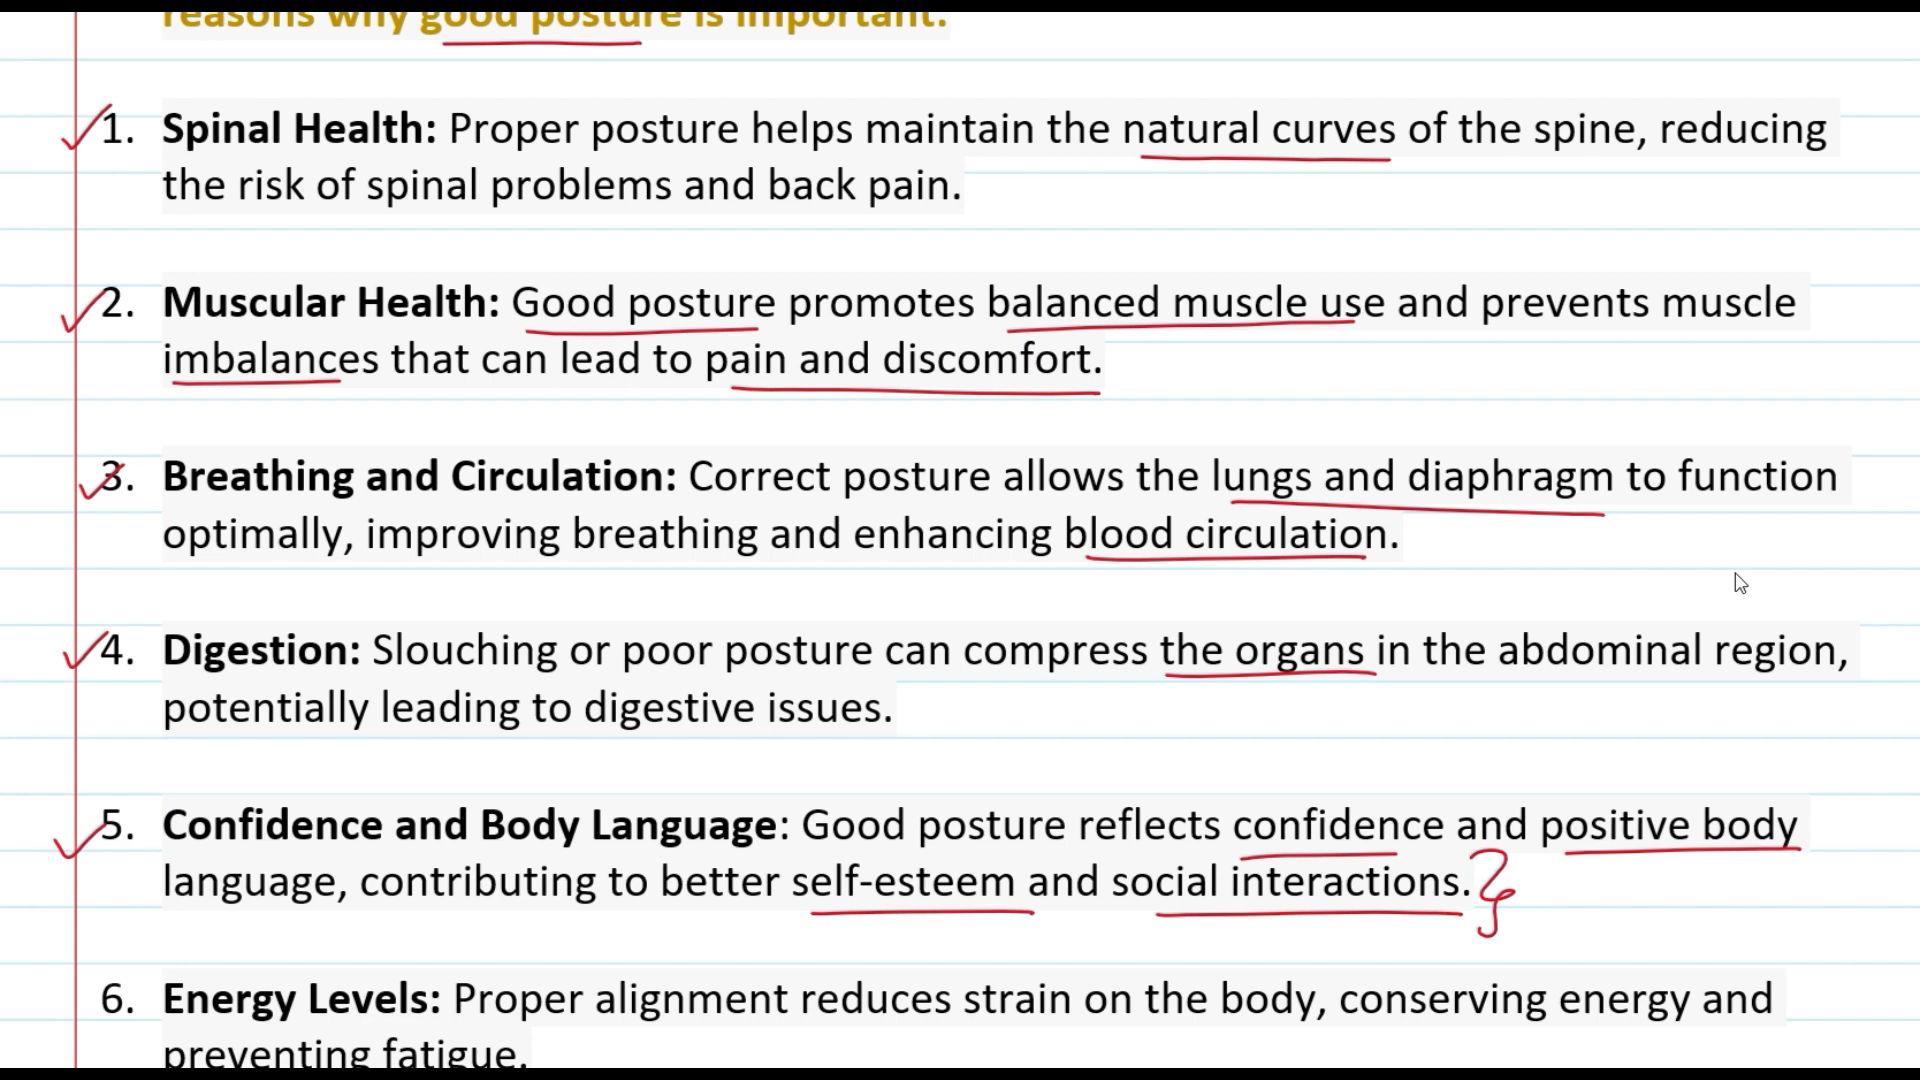 reasons why good posture is important:
1. Spinal Health: Proper posture helps maintain the natural curves of the spine, reducing
the risk of spinal problems and back pain.
2. Muscular Health: Good posture promotes balanced muscle use and prevents muscle
imbalances that can lead to pain and discomfort.
3. Breathing and Circulation: Correct posture allows the lungs and diaphragm to function
optimally, improving breathing and enhancing blood circulation.
4. Digestion: Slouching or poor posture can compress the organs in the abdominal region,
potentially leading to digestive issues.
5. Confidence and Body Language: Good posture reflects confidence and positive body
language, contributing to better self-esteem and social interactions.
6. Energy Levels: Proper alignment reduces strain on the body, conserving energy and
preventing fatigue.